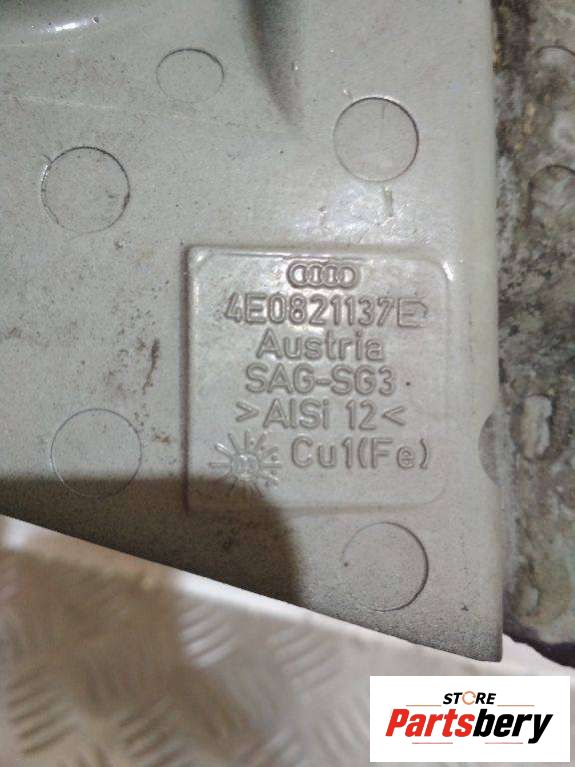 4E0821137E
Austria
SAG-SG3
>AlSi 12<
Cu1(Fe)
STORE
Partsbery